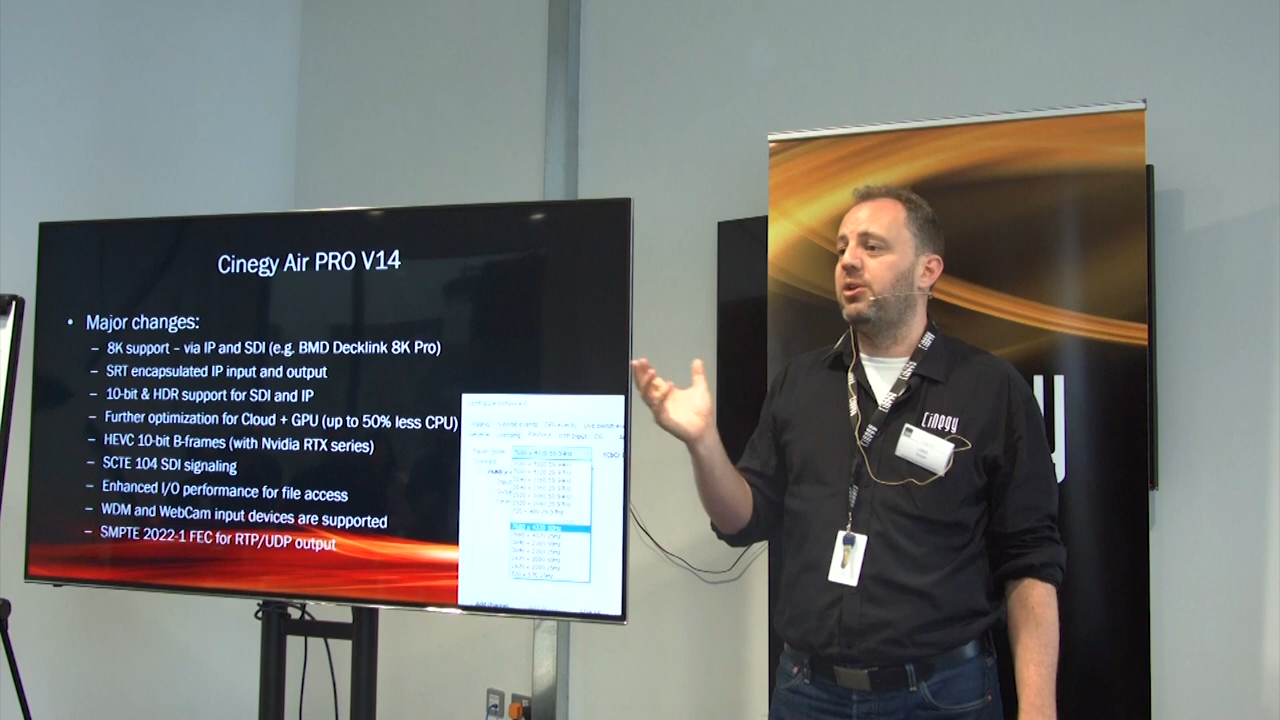 Cinegy Air PRO V14
• Major changes:
– 8K support – via IP and SDI (e.g. BMD Decklink 8K Pro)
– SRT encapsulated IP input and output
– 10-bit & HDR support for SDI and IP
– Further optimization for Cloud + GPU (up to 50% less CPU)
– HEVC 10-bit B-frames (with Nvidia RTX series)
– SCTE 104 SDI signaling
– Enhanced I/O performance for file access
– WDM and WebCam input devices are supported
– SMPTE 2022-1 FEC for RTP/UDP output
Add channel
Cinegy